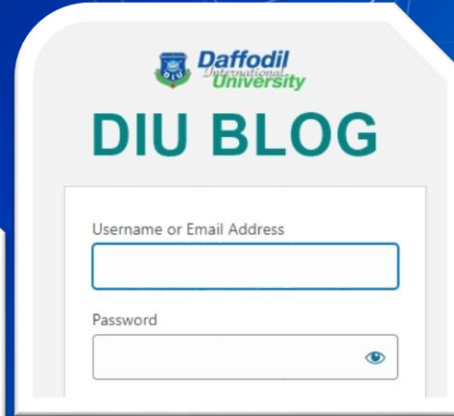 Daffodil
International
University
DIU BLOG
Username or Email Address
Password